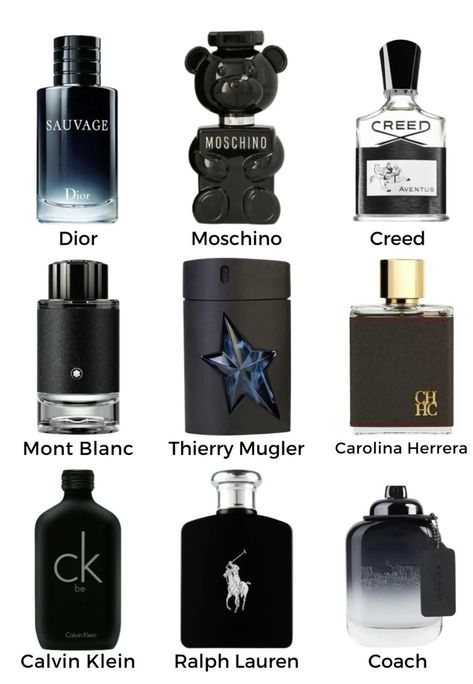 SAUVAGE
Dior
MOSCHINO
CREED
AVENTUS
Dior
Moschino
Creed
CH
HC
Mont Blanc
Thierry Mugler
Carolina Herrera
ck
be
Calvin Klein
COACH
Calvin Klein
Ralph Lauren
Coach